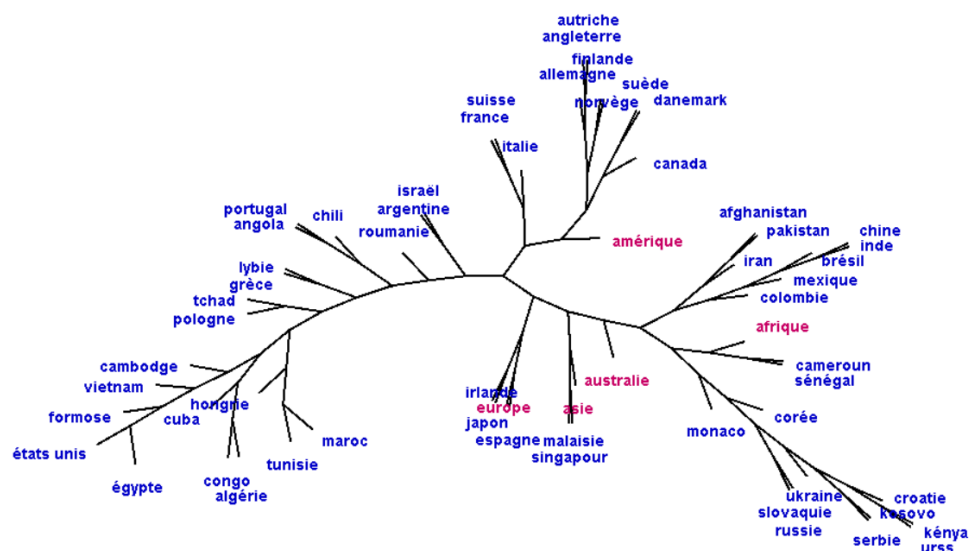 autriche
angleterre
finlande
allemagne
suède
norvège
danemark
suisse
france
italie
canada
israël
argentine
portugal
angola
chili
roumanie
amérique
afghanistan
pakistan
chine
inde
iran
brésil
mexique
colombie
lybie
grèce
tchad
pologne
afrique
cambodge
vietnam
cameroun
sénégal
australie
irlande
europe
asie
japon
espagne
malaisie
singapour
hongrie
cuba
formose
corée
monaco
maroc
états unis
tunisie
égypte
congo
algérie
ukraine
croatie
slovaquie
kosovo
russie
serbie
kénya
urss